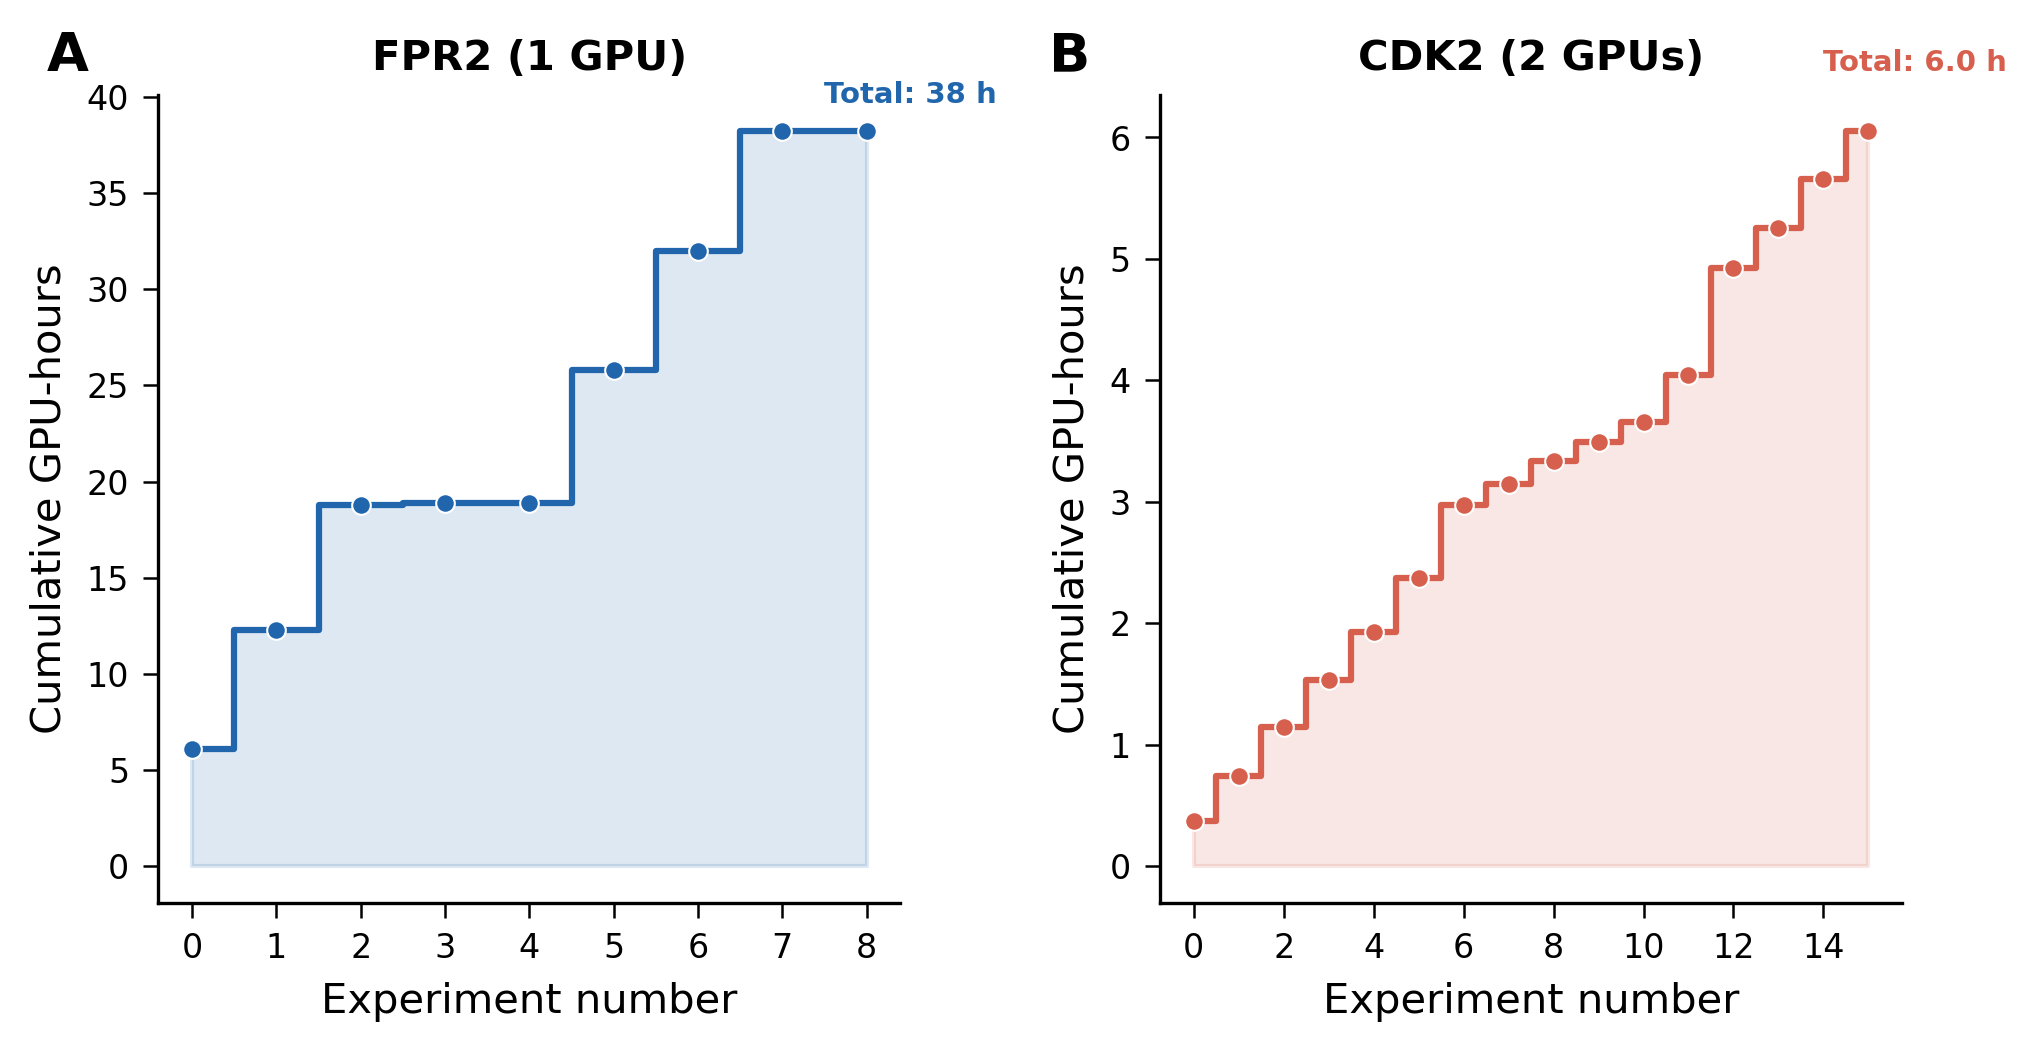 A
FPR2 (1 GPU)
Total: 38 h
Cumulative GPU-hours
40
35
30
25
20
15
10
5
0
0 1 2 3 4 5 6 7 8
Experiment number
B
CDK2 (2 GPUs)
Total: 6.0 h
Cumulative GPU-hours
6
5
4
3
2
1
0
0 2 4 6 8 10 12 14
Experiment number